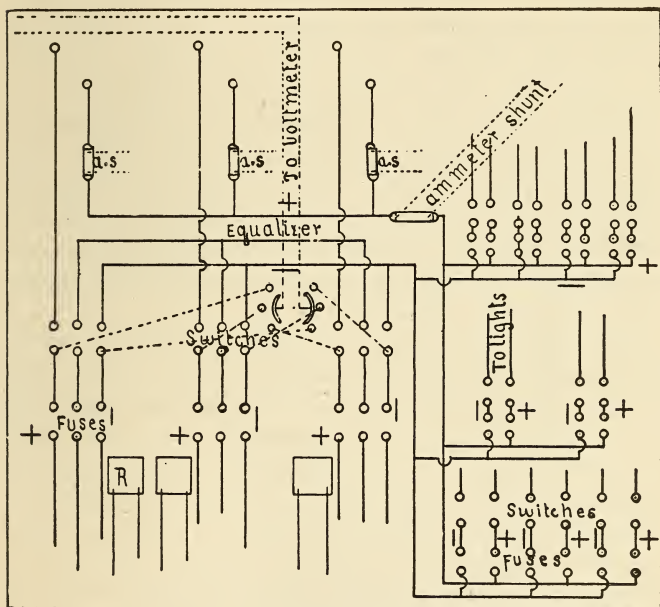 To Voltmeter
+
ammeter shunt
a.s
a.s
a.s
Equalizer
—
+
—
Switches
To lights
Fuses
+
|
+
|
+
|
|
+
|
+
R
Switches
|
+
|
+
|
+
Fuses